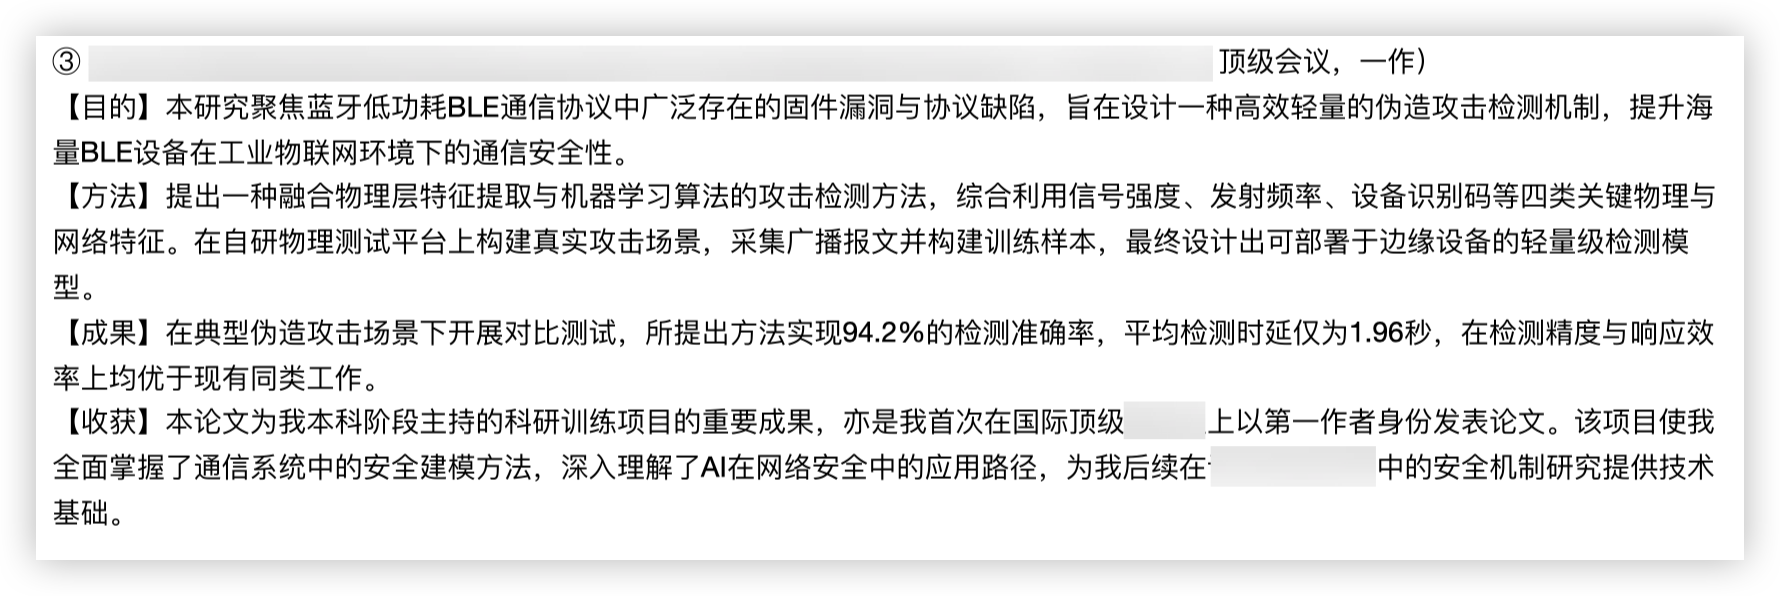 ③ 顶级会议，一作）
【目的】本研究聚焦蓝牙低功耗BLE通信协议中广泛存在的固件漏洞与协议缺陷，旨在设计一种高效轻量的伪造攻击检测机制，提升海
量BLE设备在工业物联网环境下的通信安全性。
【方法】提出一种融合物理层特征提取与机器学习算法的攻击检测方法，综合利用信号强度、发射频率、设备识别码等四类关键物理与
网络特征。在自研物理测试平台上构建真实攻击场景，采集广播报文并构建训练样本，最终设计出可部署于边缘设备的轻量级检测模
型。
【成果】在典型伪造攻击场景下开展对比测试，所提出方法实现94.2%的检测准确率，平均检测时延仅为1.96秒，在检测精度与响应效
率上均优于现有同类工作。
【收获】本论文为我本科阶段主持的科研训练项目的重要成果，亦是我首次在国际顶级 上以第一作者身份发表论文。该项目使我
全面掌握了通信系统中的安全建模方法，深入理解了AI在网络安全中的应用路径，为我后续在 中的安全机制研究提供技术
基础。